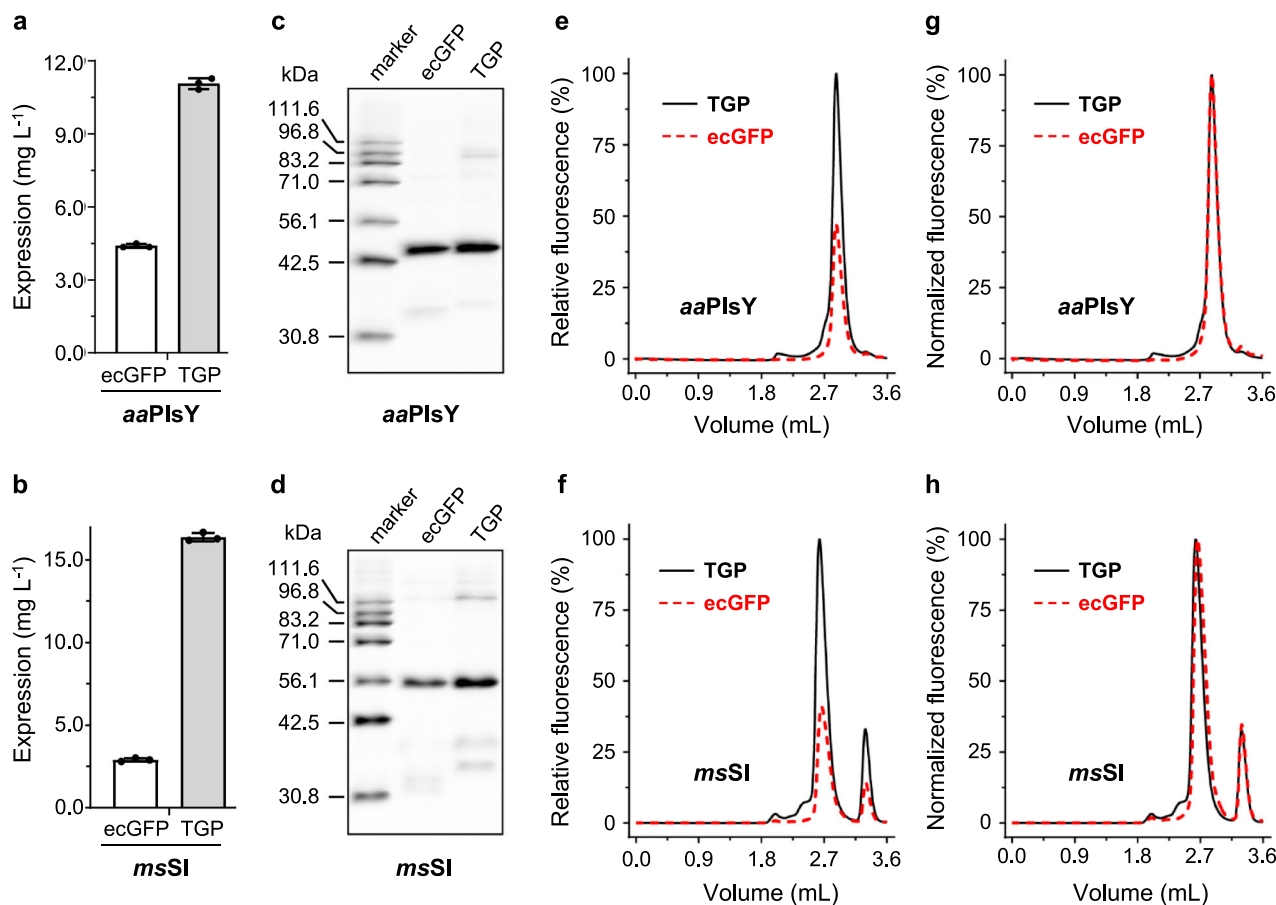 a
Expression (mg L⁻¹)
12.0
9.0
6.0
3.0
0.0
ecGFP TGP
aaPlsY
b
Expression (mg L⁻¹)
15.0
10.0
5.0
0.0
ecGFP TGP
msSI
c
kDa
marker
ecGFP
TGP
111.6
96.8
83.2
71.0
56.1
42.5
30.8
aaPlsY
d
kDa
marker
ecGFP
TGP
111.6
96.8
83.2
71.0
56.1
42.5
30.8
msSI
e
Relative fluorescence (%)
100
75
50
25
0
TGP
ecGFP
aaPlsY
0.0 0.9 1.8 2.7 3.6
Volume (mL)
f
Relative fluorescence (%)
100
75
50
25
0
TGP
ecGFP
msSI
0.0 0.9 1.8 2.7 3.6
Volume (mL)
g
Normalized fluorescence (%)
100
75
50
25
0
TGP
ecGFP
aaPlsY
0.0 0.9 1.8 2.7 3.6
Volume (mL)
h
Normalized fluorescence (%)
100
75
50
25
0
TGP
ecGFP
msSI
0.0 0.9 1.8 2.7 3.6
Volume (mL)